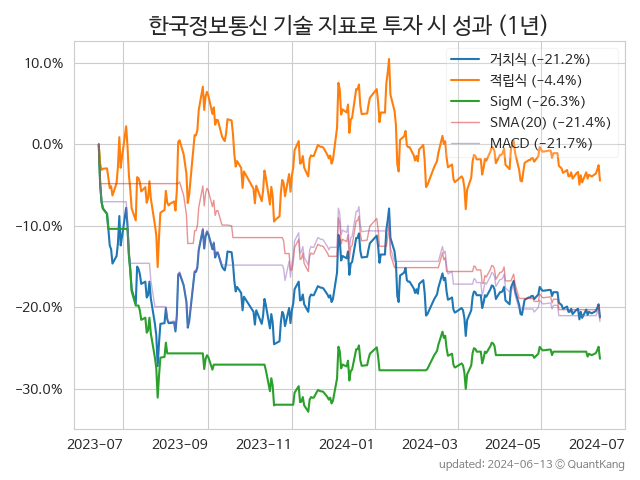 한국정보통신 기술 지표로 투자 시 성과 (1년)
거치식 (−21.2%)
적립식 (−4.4%)
SigM (−26.3%)
SMA(20) (−21.4%)
MACD (−21.7%)
10.0%
0.0%
−10.0%
−20.0%
−30.0%
2023-07 2023-09 2023-11 2024-01 2024-03 2024-05 2024-07
updated: 2024-06-13 ⓒ QuantKang